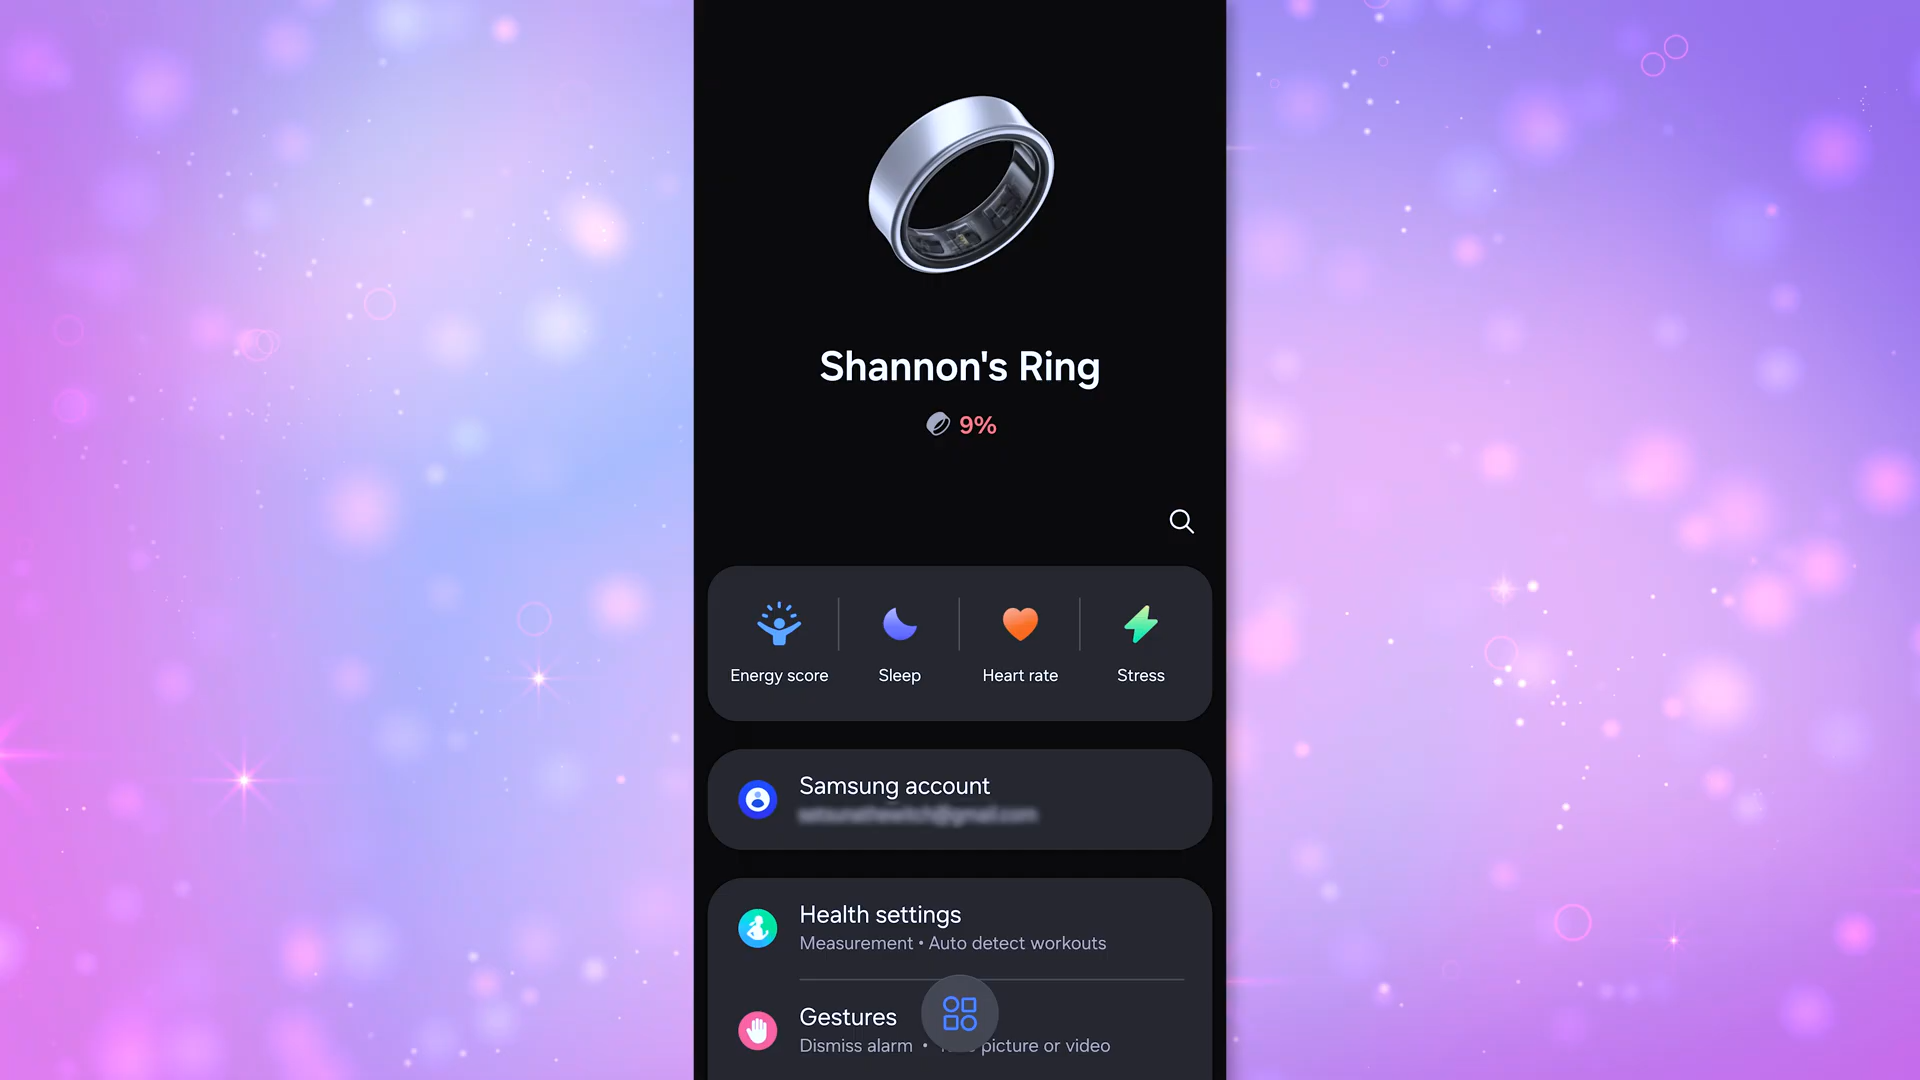 Shannon's Ring
9%
Energy score
Sleep
Heart rate
Stress
Samsung account
Health settings
Measurement • Auto detect workouts
Gestures
Dismiss alarm • picture or video